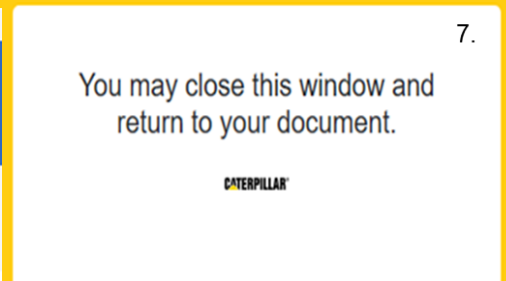 7.
You may close this window and
return to your document.
CATERPILLAR®